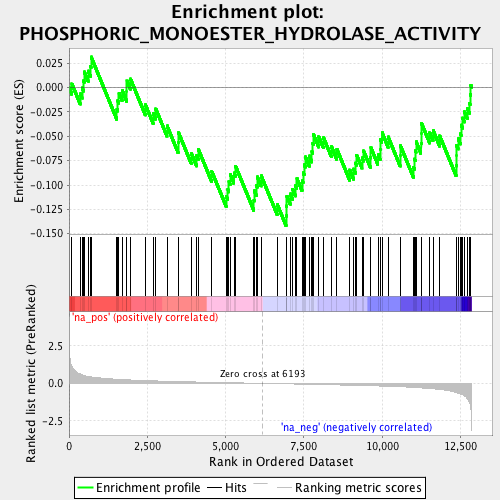 Enrichment plot:
PHOSPHORIC_MONOESTER_HYDROLASE_ACTIVITY
Enrichment score (ES)
0.025
0.000
-0.025
-0.050
-0.075
-0.100
-0.125
-0.150
'na_pos' (positively correlated)
Ranked list metric (PreRanked)
2.5
0.0
-2.5
Zero cross at 6193
'na_neg' (negatively correlated)
0
2,500
5,000
7,500
10,000
12,500
Rank in Ordered Dataset
Enrichment profile
Hits
Ranking metric scores